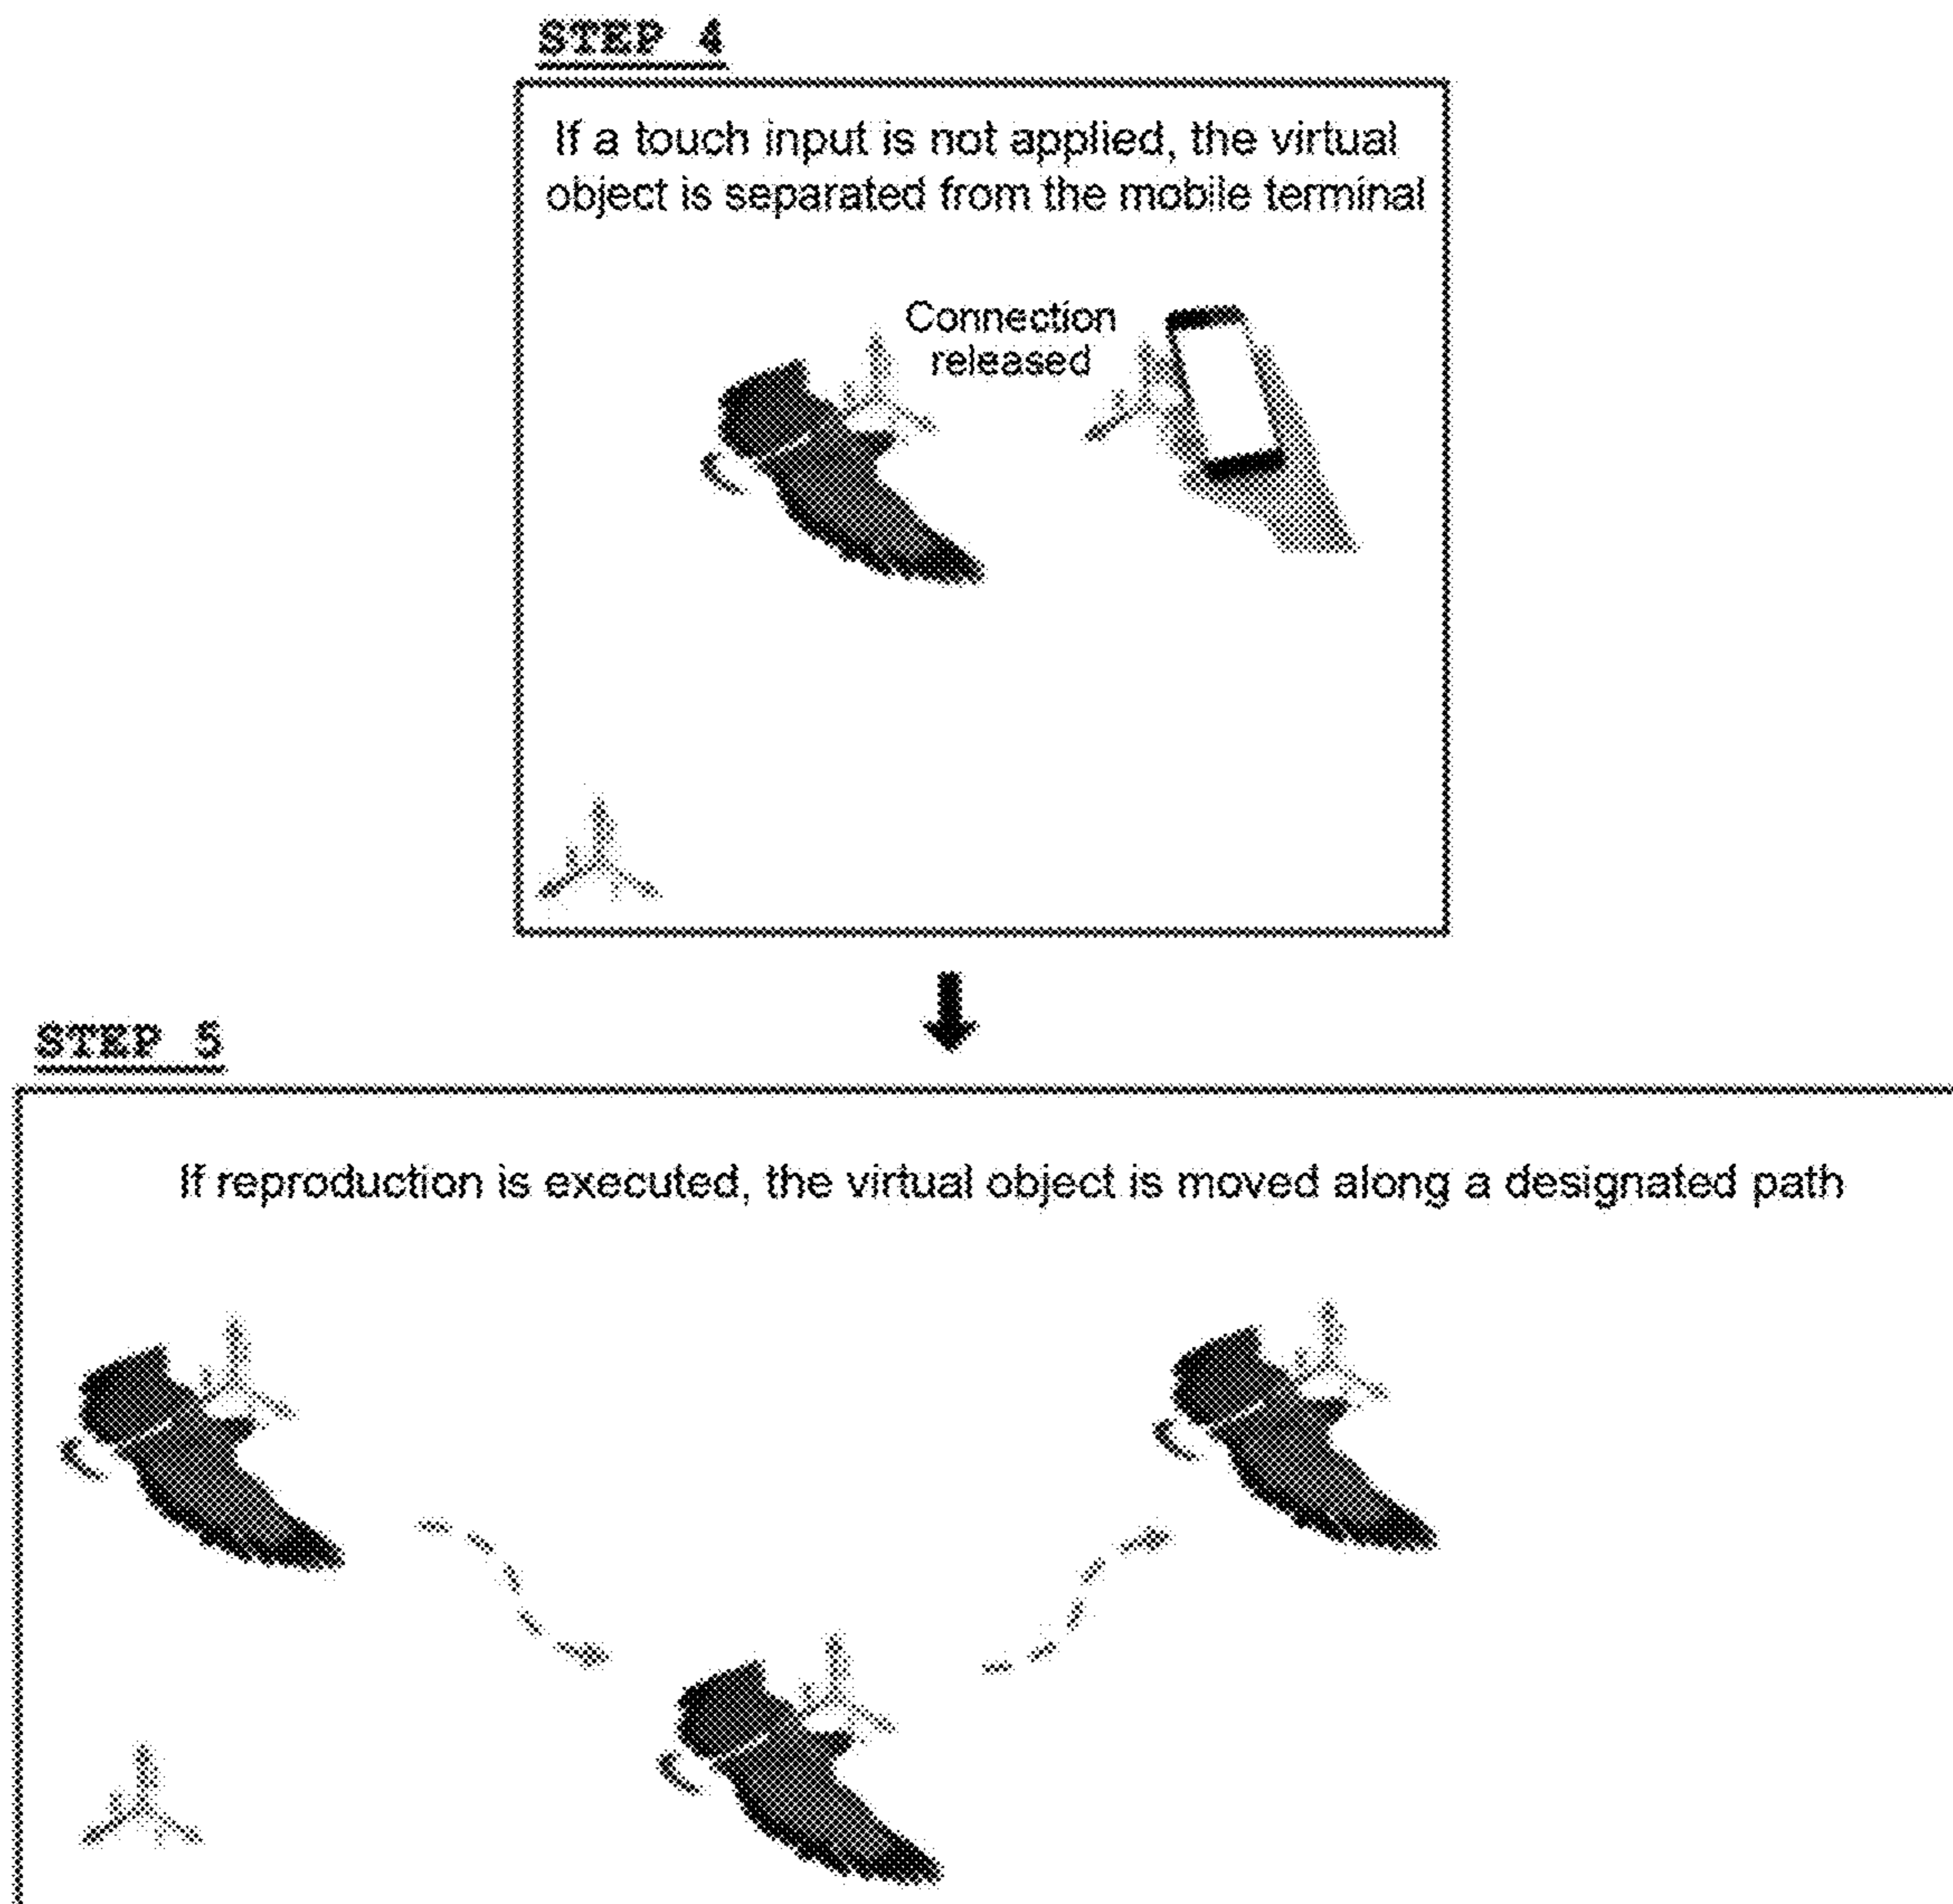 STEP 4
If a touch input is not applied, the virtual
object is separated from the mobile terminal
Connection
released
STEP 5
If reproduction is executed, the virtual object is moved along a designated path